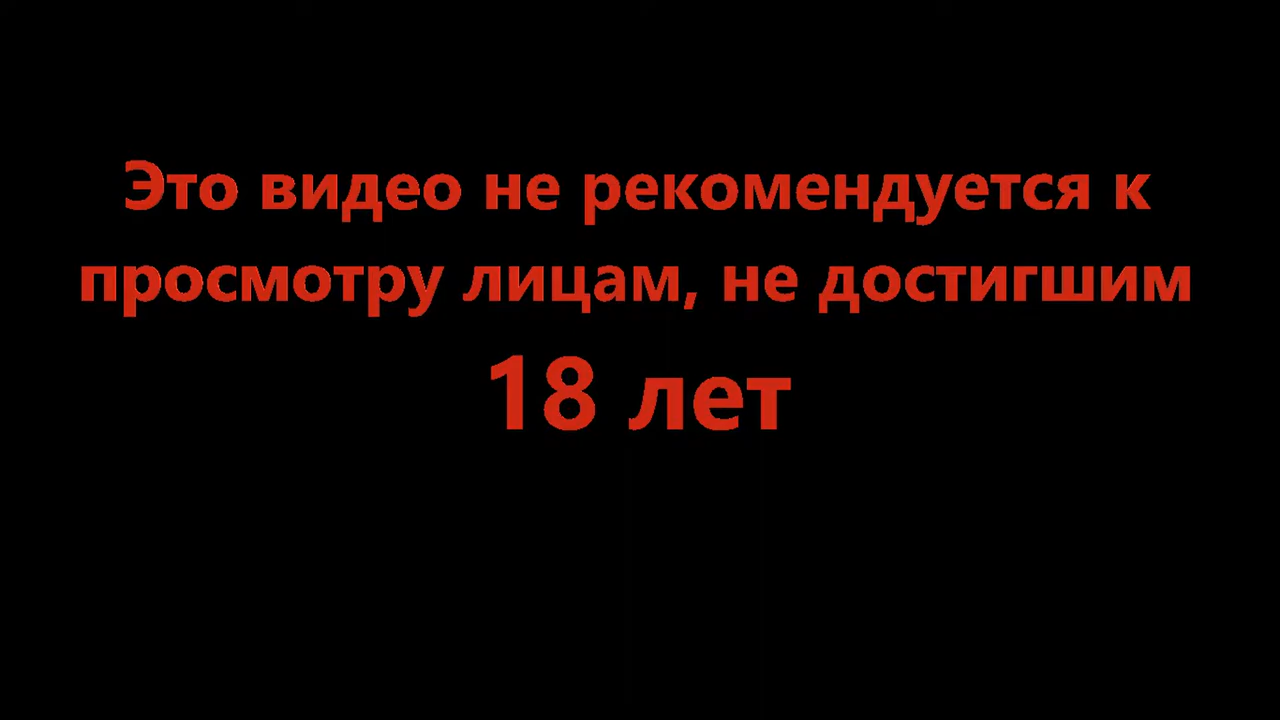 Это видео не рекомендуется к
просмотру лицам, не достигшим
18 лет